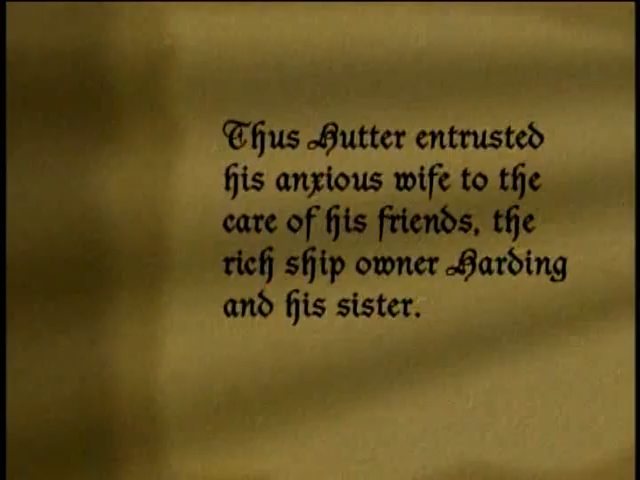 Thus Hutter entrusted
his anxious wife to the
care of his friends, the
rich ship owner Harding
and his sister.